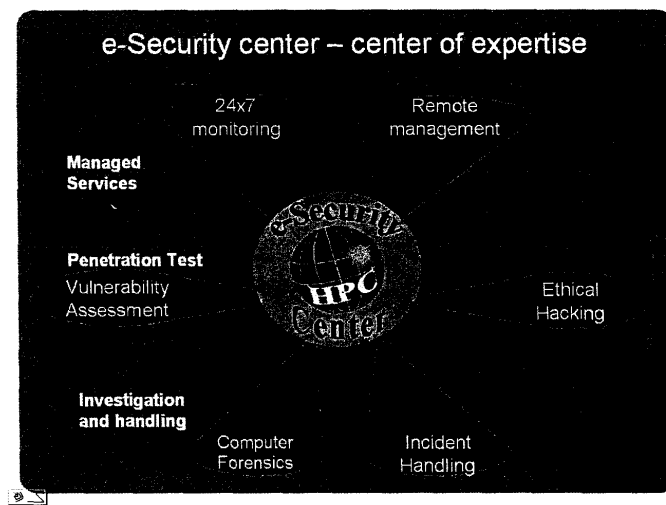 e-Security center – center of expertise
24x7
monitoring
Remote
management
Managed
Services
e-Security
HPC
Center
Penetration Test
Vulnerability
Assessment
Ethical
Hacking
Investigation
and handling
Computer
Forensics
Incident
Handling